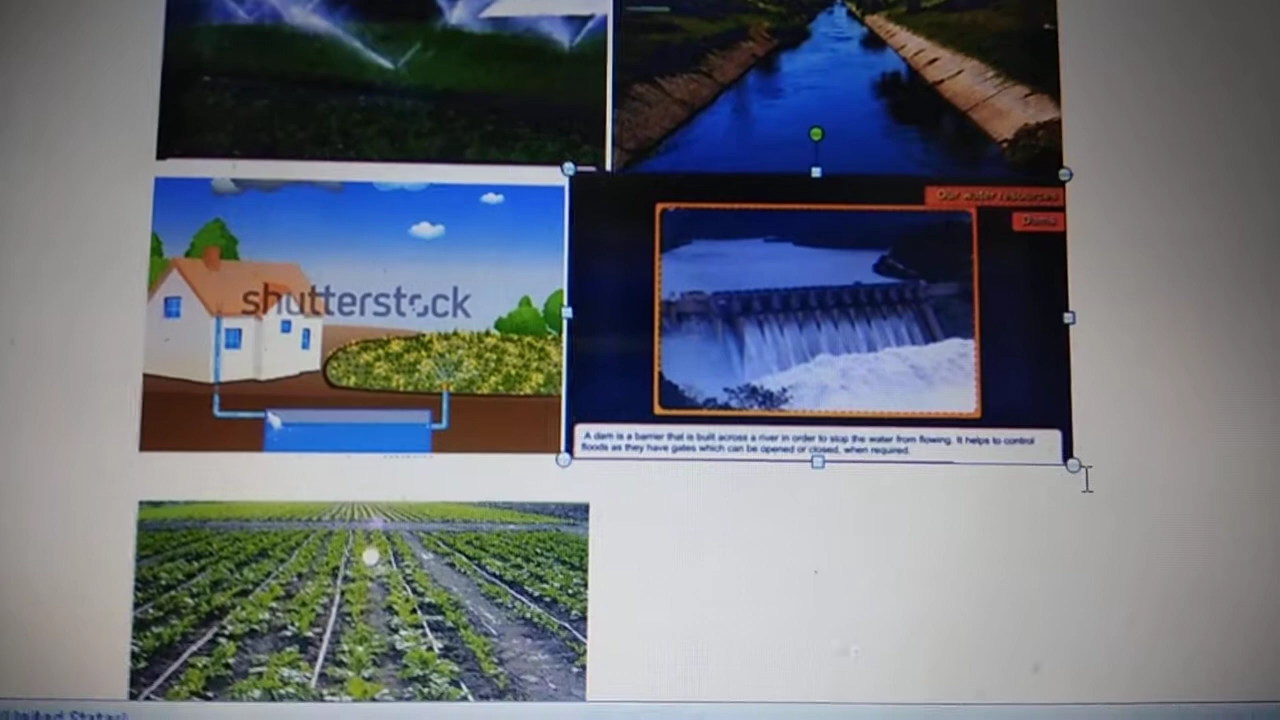 Our water resources
Dams
shutterstock
A dam is a barrier that is built across a river in order to stop the water from flowing. It helps to control
floods as they have gates which can be opened or closed, when required.
(United States)